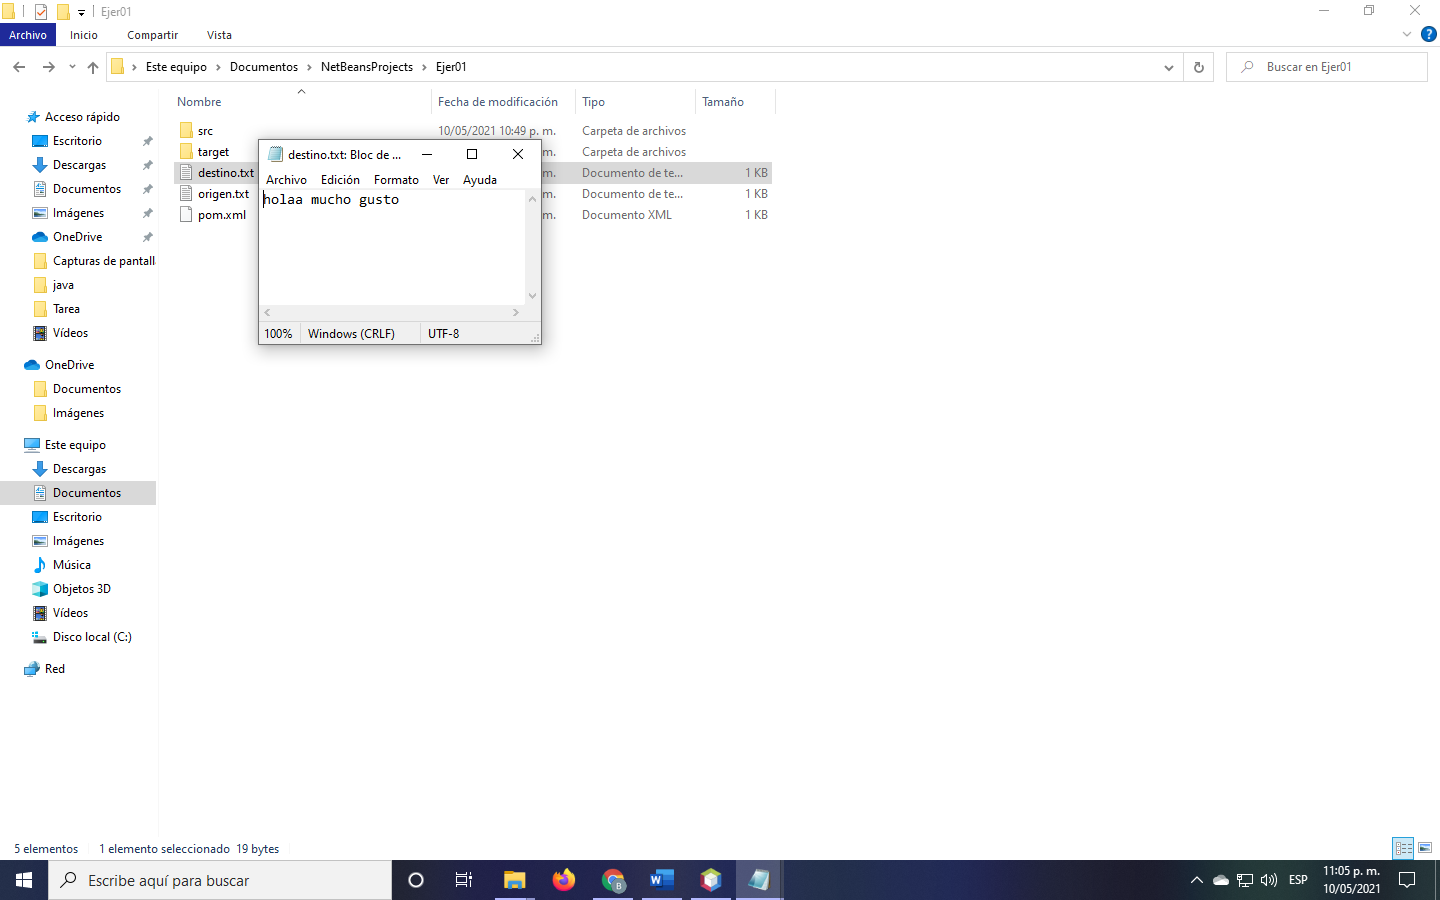 Ejer01
Archivo Inicio Compartir Vista
Este equipo Documentos NetBeansProjects Ejer01
Buscar en Ejer01
Nombre Fecha de modificación Tipo Tamaño
src 10/05/2021 10:49 p. m. Carpeta de archivos
target m. Carpeta de archivos
destino.txt m. Documento de te... 1 KB
origen.txt m. Documento de te... 1 KB
pom.xml m. Documento XML 1 KB
destino.txt: Bloc de ...
Archivo Edición Formato Ver Ayuda
holaa mucho gusto
100% Windows (CRLF) UTF-8
Acceso rápido
Escritorio
Descargas
Documentos
Imágenes
OneDrive
Capturas de pantall
java
Tarea
Vídeos
OneDrive
Documentos
Imágenes
Este equipo
Descargas
Documentos
Escritorio
Imágenes
Música
Objetos 3D
Vídeos
Disco local (C:)
Red
5 elementos 1 elemento seleccionado 19 bytes
Escribe aquí para buscar
B
W
ESP
11:05 p. m.
10/05/2021